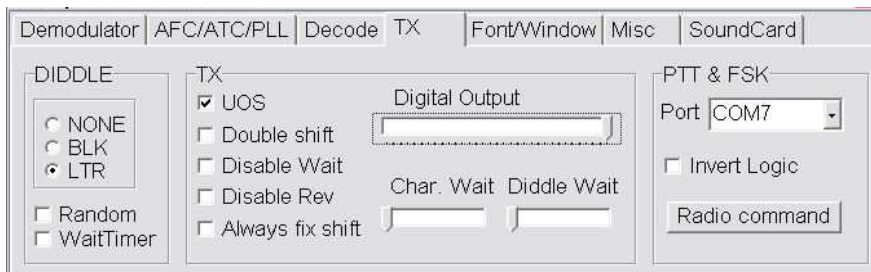 Demodulator AFC/ATC/PLL Decode TX Font/Window Misc SoundCard
DIDDLE
NONE
BLK
LTR
Random
WaitTimer
TX
UOS
Double shift
Disable Wait
Disable Rev
Always fix shift
Digital Output
Char. Wait Diddle Wait
PTT & FSK
Port COM7
Invert Logic
Radio command